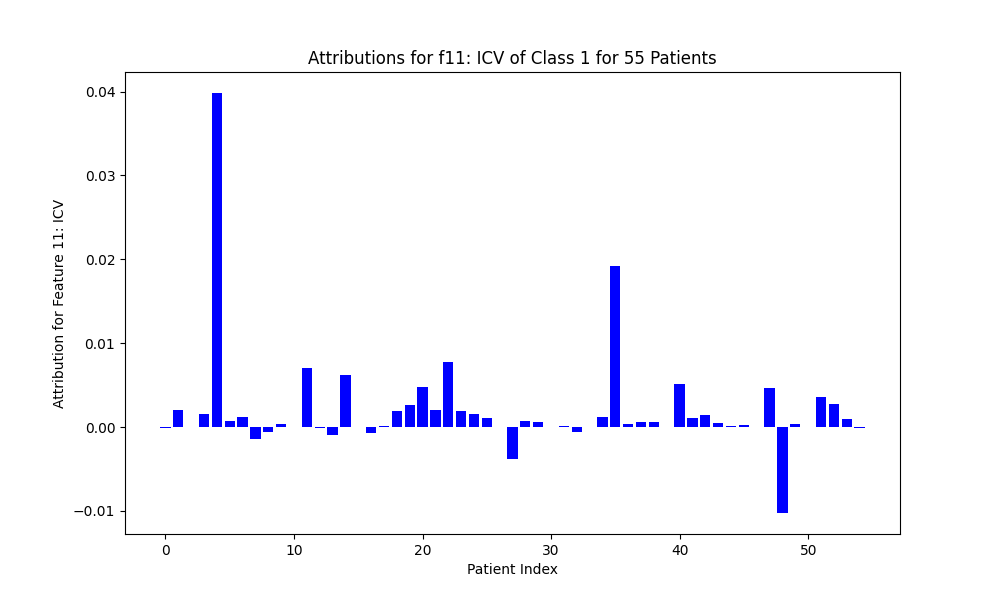 Attributions for f11: ICV of Class 1 for 55 Patients
Attribution for Feature 11: ICV
0.04
0.03
0.02
0.01
0.00
−0.01
0 10 20 30 40 50
Patient Index